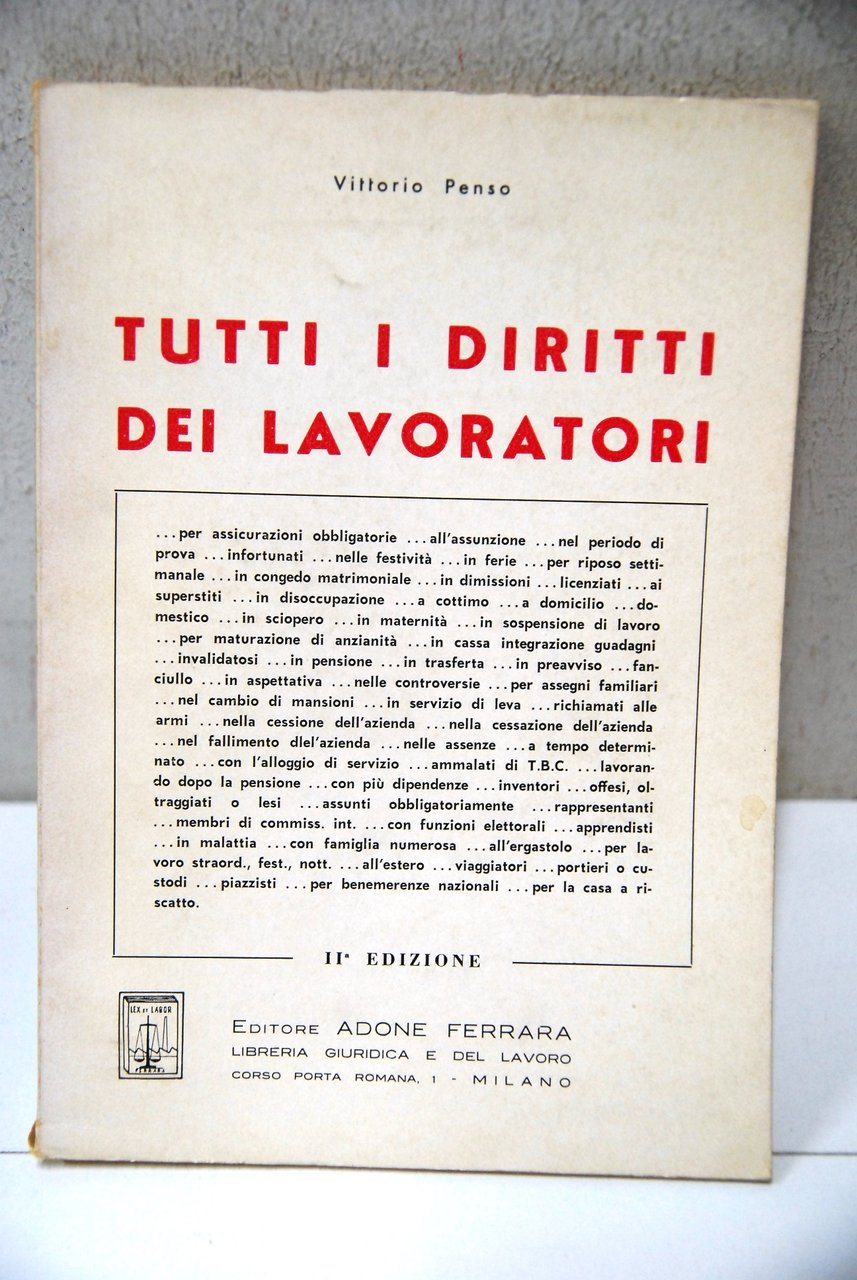 Vittorio Penso
TUTTI I DIRITTI
DEI LAVORATORI
...per assicurazioni obbligatorie ...all'assunzione ...nel periodo di
prova ...infortunati ...nelle festività ...in ferie ...per riposo setti-
manale ...in congedo matrimoniale ...in dimissioni ...licenziati ...ai
superstiti ...in disoccupazione ...a cottimo ...a domicilio ...do-
mestico ...in sciopero ...in maternità ...in sospensione di lavoro
...per maturazione di anzianità ...in cassa integrazione guadagni
...invalidatosi ...in pensione ...in trasferta ...in preavviso ...fan-
ciullo ...in aspettativa ...nelle controversie ...per assegni familiari
...nel cambio di mansioni ...in servizio di leva ...richiamati alle
armi ...nella cessione dell'azienda ...nella cessazione dell'azienda
...nel fallimento dlel'azienda ...nelle assenze ...a tempo determi-
nato ...con l'alloggio di servizio ...ammalati di T.B.C. ...lavoran-
do dopo la pensione ...con più dipendenze ...inventori ...offesi, ol-
traggiati o lesi ...assunti obbligatoriamente ...rappresentanti
...membri di commiss. int. ...con funzioni elettorali ...apprendisti
...in malattia ...con famiglia numerosa ...all'ergastolo ...per la-
voro straord., fest., nott. ...all'estero ...viaggiatori ...portieri o cu-
stodi ...piazzisti ...per benemerenze nazionali ...per la casa a ri-
scatto.
IIª EDIZIONE
LEX ET LABOR
FERRARA
EDITORE ADONE FERRARA
LIBRERIA GIURIDICA E DEL LAVORO
CORSO PORTA ROMANA, 1 - MILANO